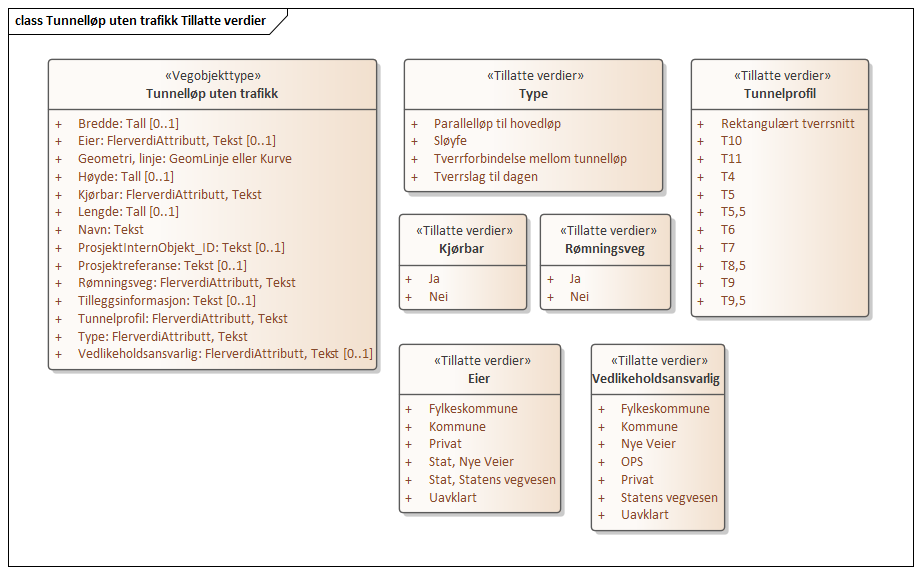 class Tunnelløp uten trafikk Tillatte verdier
«Vegobjekttype»
Tunnelløp uten trafikk
+ Bredde: Tall [0..1]
+ Eier: FlerverdiAttributt, Tekst [0..1]
+ Geometri, linje: GeomLinje eller Kurve
+ Høyde: Tall [0..1]
+ Kjørbar: FlerverdiAttributt, Tekst
+ Lengde: Tall [0..1]
+ Navn: Tekst
+ ProsjektInternObjekt_ID: Tekst [0..1]
+ Prosjektreferanse: Tekst [0..1]
+ Rømningsveg: FlerverdiAttributt, Tekst
+ Tilleggsinformasjon: Tekst [0..1]
+ Tunnelprofil: FlerverdiAttributt, Tekst
+ Type: FlerverdiAttributt, Tekst
+ Vedlikeholdsansvarlig: FlerverdiAttributt, Tekst [0..1]
«Tillatte verdier»
Type
+ Parallelløp til hovedløp
+ Sløyfe
+ Tverrforbindelse mellom tunnelløp
+ Tverrslag til dagen
«Tillatte verdier»
Tunnelprofil
+ Rektangulært tverrsnitt
+ T10
+ T11
+ T4
+ T5
+ T5,5
+ T6
+ T7
+ T8,5
+ T9
+ T9,5
«Tillatte verdier»
Kjørbar
+ Ja
+ Nei
«Tillatte verdier»
Rømningsveg
+ Ja
+ Nei
«Tillatte verdier»
Eier
+ Fylkeskommune
+ Kommune
+ Privat
+ Stat, Nye Veier
+ Stat, Statens vegvesen
+ Uavklart
«Tillatte verdier»
Vedlikeholdsansvarlig
+ Fylkeskommune
+ Kommune
+ Nye Veier
+ OPS
+ Privat
+ Statens vegvesen
+ Uavklart